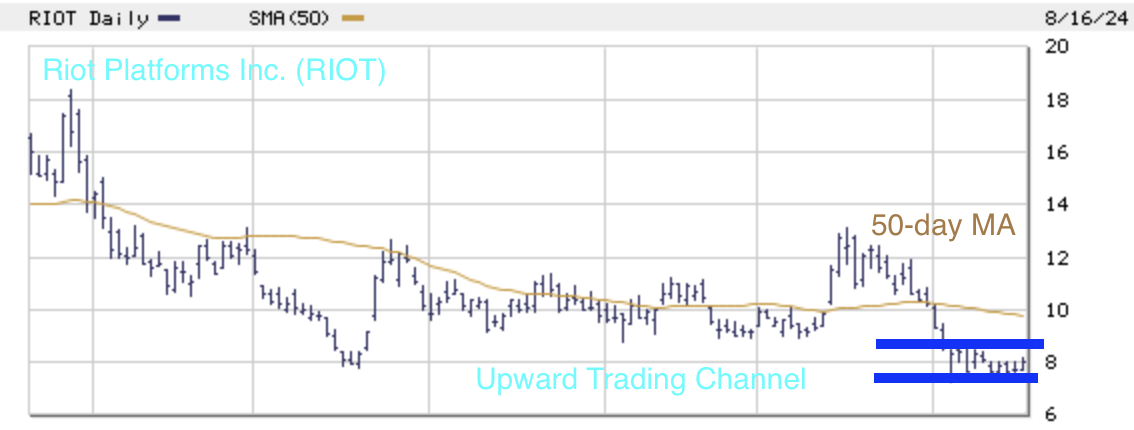 RIOT Daily SMA(50) 8/16/24
20
Riot Platforms Inc. (RIOT)
18
16
14
50-day MA
12
10
8
Upward Trading Channel
6